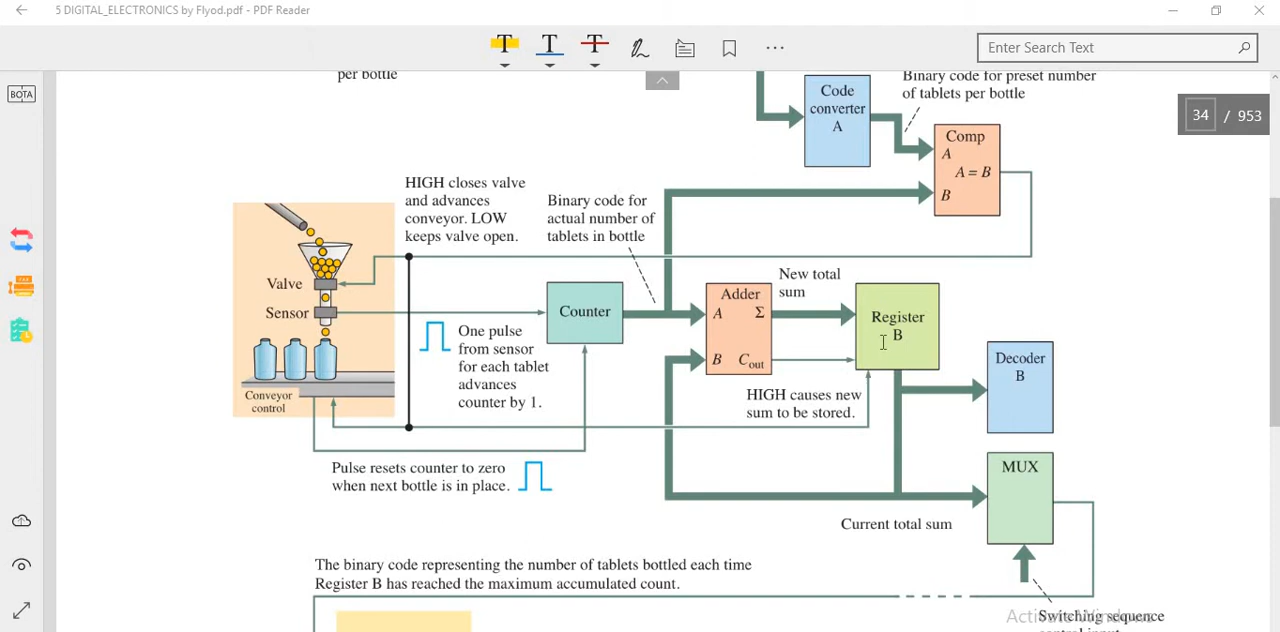 5 DIGITAL_ELECTRONICS by Flyod.pdf - PDF Reader
T T T
Enter Search Text
BOTA
34 / 953
per bottle
Code
converter
A
Binary code for preset number
of tablets per bottle
Comp
A
A = B
B
HIGH closes valve
and advances
conveyor. LOW
keeps valve open.
Binary code for
actual number of
tablets in bottle
Valve
Sensor
Conveyor
control
One pulse
from sensor
for each tablet
advances
counter by 1.
Counter
Adder
A Σ
B Cout
New total
sum
Register
B
HIGH causes new
sum to be stored.
Decoder
B
MUX
Pulse resets counter to zero
when next bottle is in place.
Current total sum
The binary code representing the number of tablets bottled each time
Register B has reached the maximum accumulated count.
Switching sequence
control input
Activate Windows